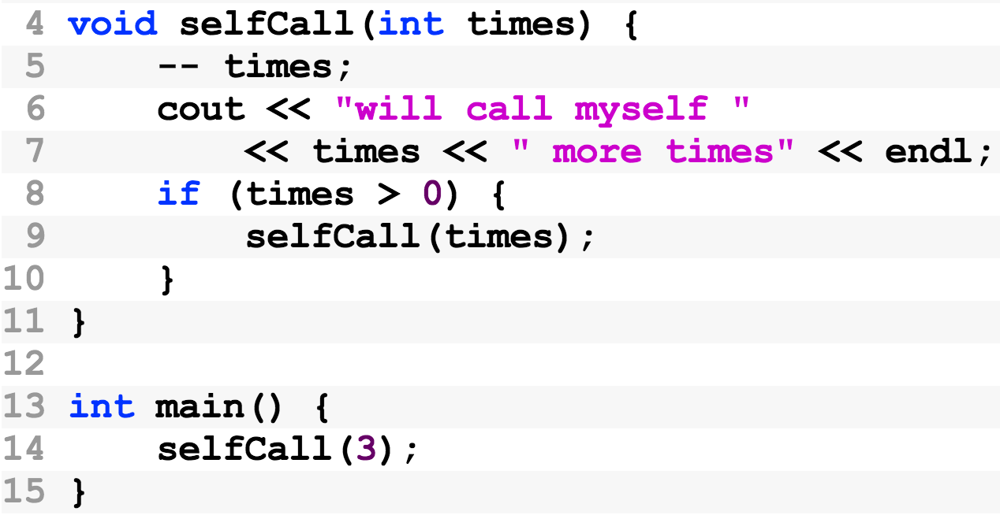 4 void selfCall(int times) {
5     -- times;
6     cout << "will call myself "
7         << times << " more times" << endl;
8     if (times > 0) {
9         selfCall(times);
10     }
11 }
12
13 int main() {
14     selfCall(3);
15 }